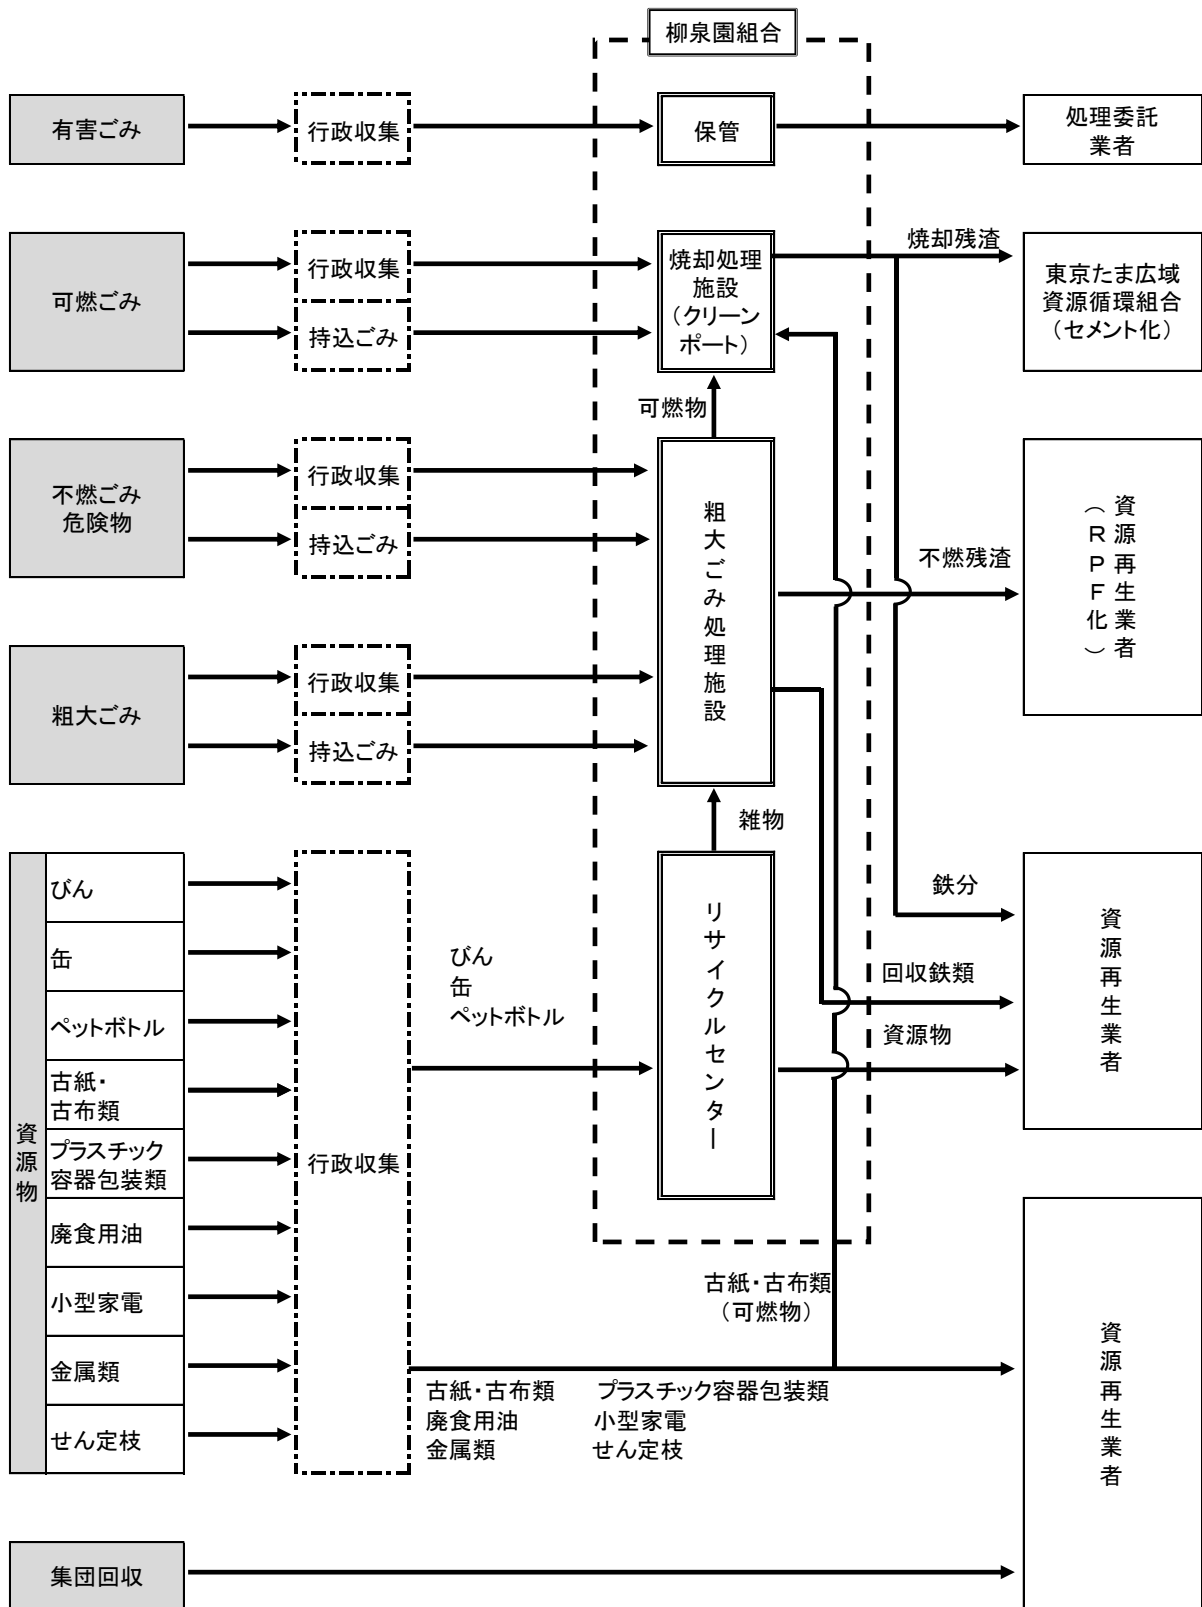 柳泉園組合
有害ごみ
行政収集
保管
処理委託
業者
可燃ごみ
行政収集
持込ごみ
焼却処理
施設
(クリーン
ポート)
焼却残渣
東京たま広域
資源循環組合
(セメント化)
可燃物
不燃ごみ
危険物
行政収集
持込ごみ
粗大ごみ処理施設
不燃残渣
資源再生業者
(RPF化)
粗大ごみ
行政収集
持込ごみ
雑物
資源物
びん
缶
ペットボトル
古紙・
古布類
プラスチック
容器包装類
廃食用油
小型家電
金属類
せん定枝
行政収集
びん
缶
ペットボトル
リサイクルセンター
鉄分
回収鉄類
資源物
資源再生業者
古紙・古布類
(可燃物)
古紙・古布類 プラスチック容器包装類
廃食用油 小型家電
金属類 せん定枝
資源再生業者
集団回収